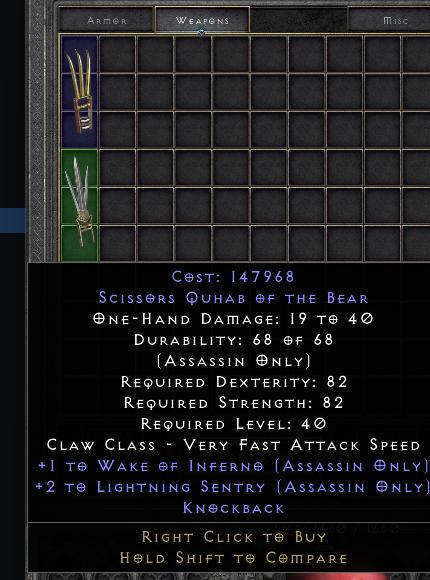 Armor
Weapons
Misc
Cost: 147968
Scissors Quhab of the Bear
One-Hand Damage: 19 to 40
Durability: 68 of 68
(Assassin Only)
Required Dexterity: 82
Required Strength: 82
Required Level: 40
Claw Class - Very Fast Attack Speed
+1 to Wake of Inferno (Assassin Only)
+2 to Lightning Sentry (Assassin Only)
Knockback
Right Click to Buy
Hold Shift to Compare